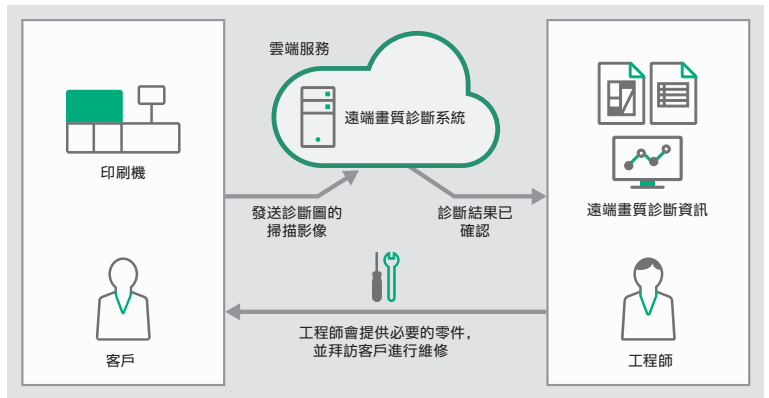 雲端服務
遠端畫質診斷系統
印刷機
發送診斷圖的
掃描影像
診斷結果已
確認
遠端畫質診斷資訊
客戶
工程師會提供必要的零件,
並拜訪客戶進行維修
工程師